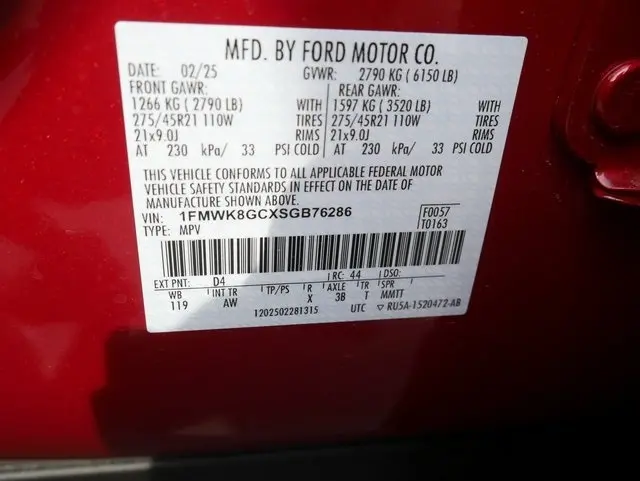 MFD. BY FORD MOTOR CO.
DATE: 02/25 GVWR: 2790 KG ( 6150 LB)
FRONT GAWR: REAR GAWR:
1266 KG ( 2790 LB) WITH 1597 KG ( 3520 LB) WITH
275/45R21 110W TIRES 275/45R21 110W TIRES
21x9.0J RIMS 21x9.0J RIMS
AT 230 kPa/ 33 PSI COLD AT 230 kPa/ 33 PSI COLD
THIS VEHICLE CONFORMS TO ALL APPLICABLE FEDERAL MOTOR
VEHICLE SAFETY AND THEFT PREVENTION STANDARDS IN EFFECT ON THE DATE OF
MANUFACTURE SHOWN ABOVE.
VIN: 1FMWK8GCXSGB76286 F0057
TYPE: MPV T0163
EXT PNT: D4 RC: 44 DSO:
WB INT TR TP/PS R AXLE TR SPR
119 AW X 3B T MMTT
1202502281315 UTC ▽ RU5A-1520472-AB